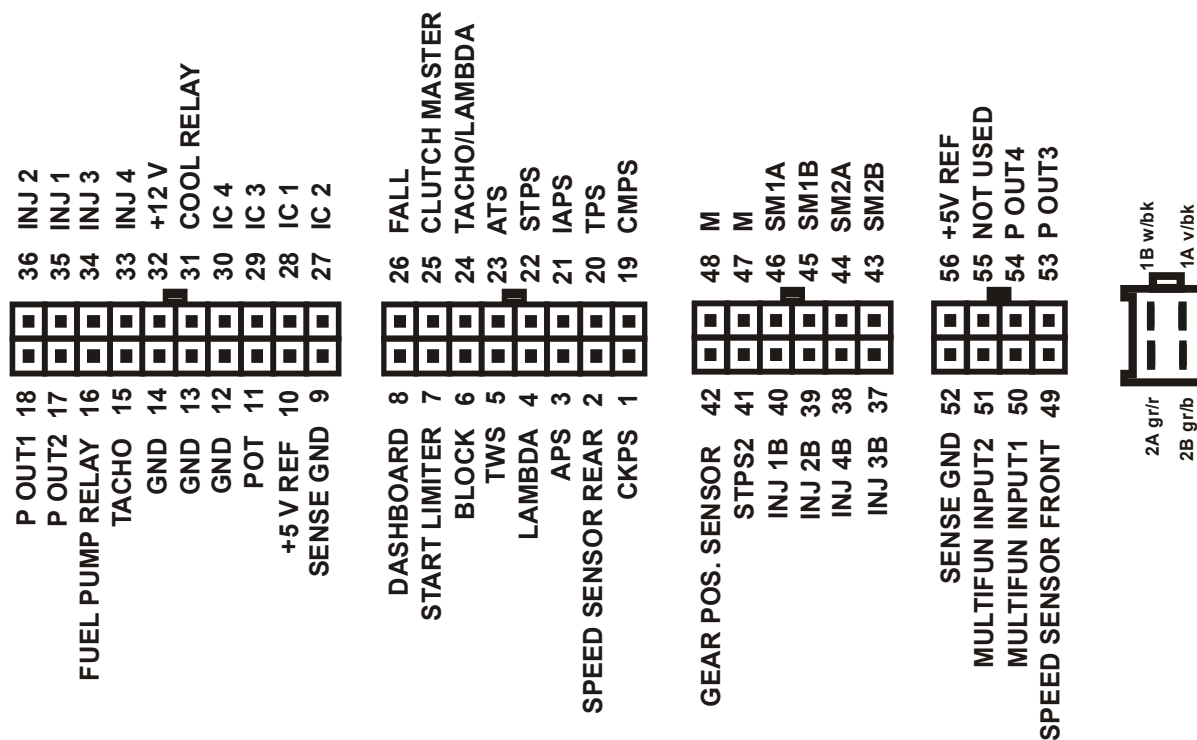 36 INJ 2
35 INJ 1
34 INJ 3
33 INJ 4
32 +12 V
31 COOL RELAY
30 IC 4
29 IC 3
28 IC 1
27 IC 2
P OUT1 18
P OUT2 17
FUEL PUMP RELAY 16
TACHO 15
GND 14
GND 13
GND 12
POT 11
+5 V REF 10
SENSE GND 9
26 FALL
25 CLUTCH MASTER
24 TACHO/LAMBDA
23 ATS
22 STPS
21 IAPS
20 TPS
19 CMPS
DASHBOARD 8
START LIMITER 7
BLOCK 6
TWS 5
LAMBDA 4
APS 3
SPEED SENSOR REAR 2
CKPS 1
48 M
47 M
46 SM1A
45 SM1B
44 SM2A
43 SM2B
GEAR POS. SENSOR 42
STPS2 41
INJ 1B 40
INJ 2B 39
INJ 4B 38
INJ 3B 37
56 +5V REF
55 NOT USED
54 P OUT4
53 P OUT3
SENSE GND 52
MULTIFUN INPUT2 51
MULTIFUN INPUT1 50
SPEED SENSOR FRONT 49
1B w/bk
1A v/bk
2A gr/r
2B gr/b